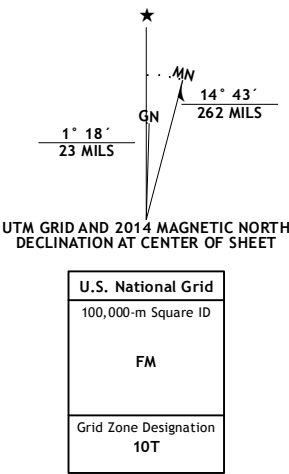 MN
14° 43´
262 MILS
GN
1° 18´
23 MILS
UTM GRID AND 2014 MAGNETIC NORTH
DECLINATION AT CENTER OF SHEET
U.S. National Grid
100,000-m Square ID
FM
Grid Zone Designation
10T